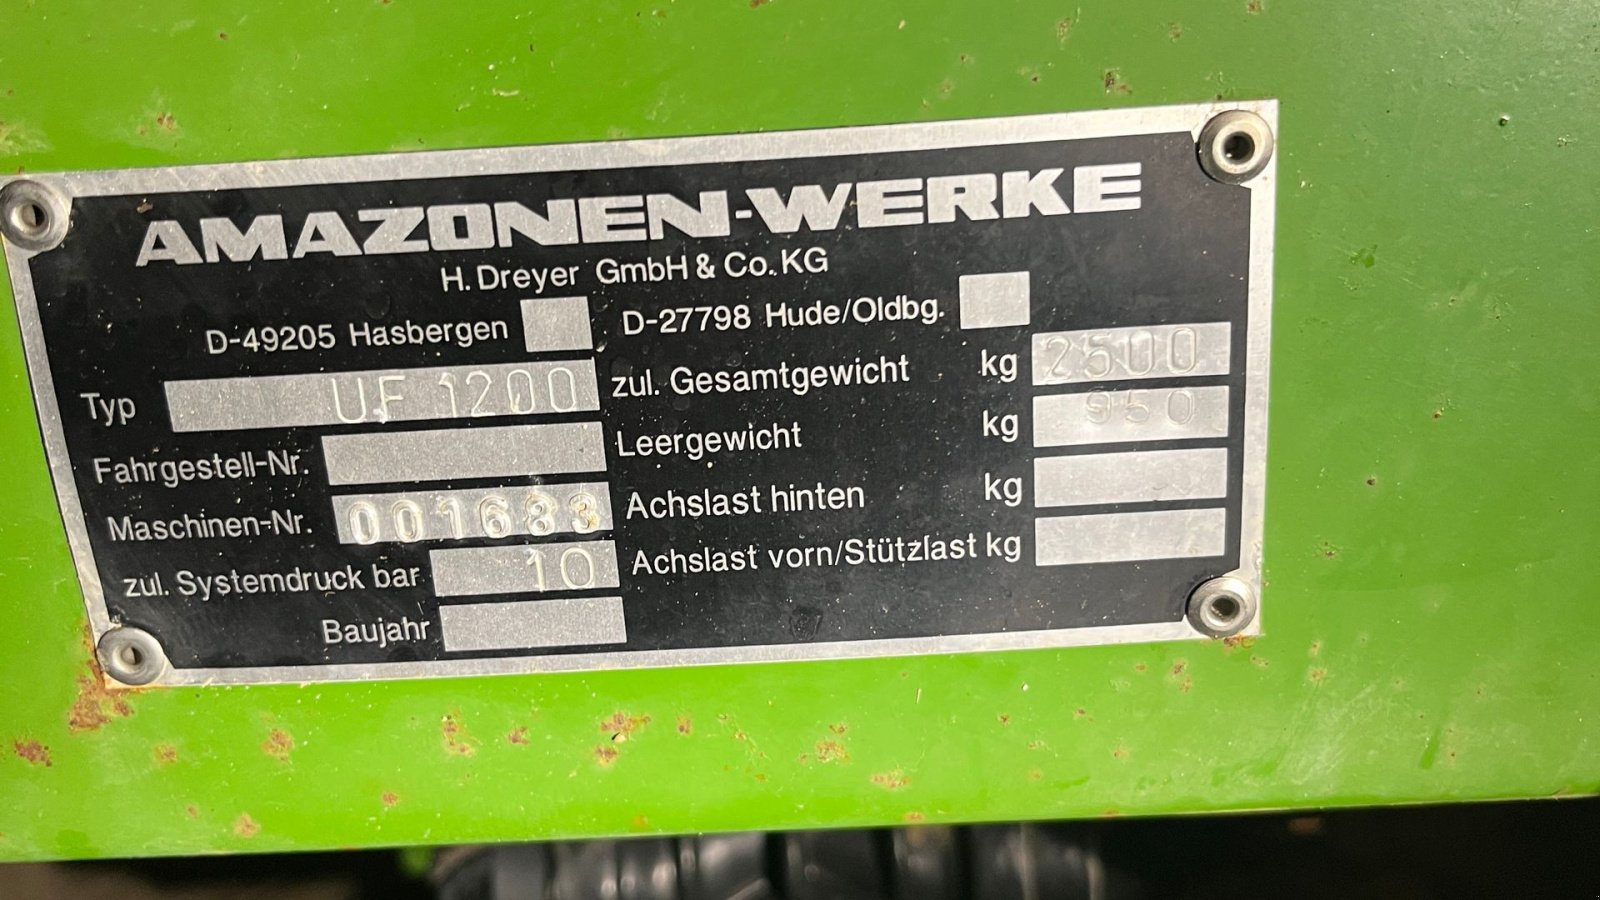 AMAZONEN-WERKE
H. Dreyer GmbH & Co. KG
D-49205 Hasbergen D-27798 Hude/Oldbg.
Typ UF 1200
Fahrgestell-Nr.
Maschinen-Nr. 001683
zul. Systemdruck bar 10
Baujahr
zul. Gesamtgewicht kg 2500
Leergewicht kg 950
Achslast hinten kg
Achslast vorn/Stützlast kg